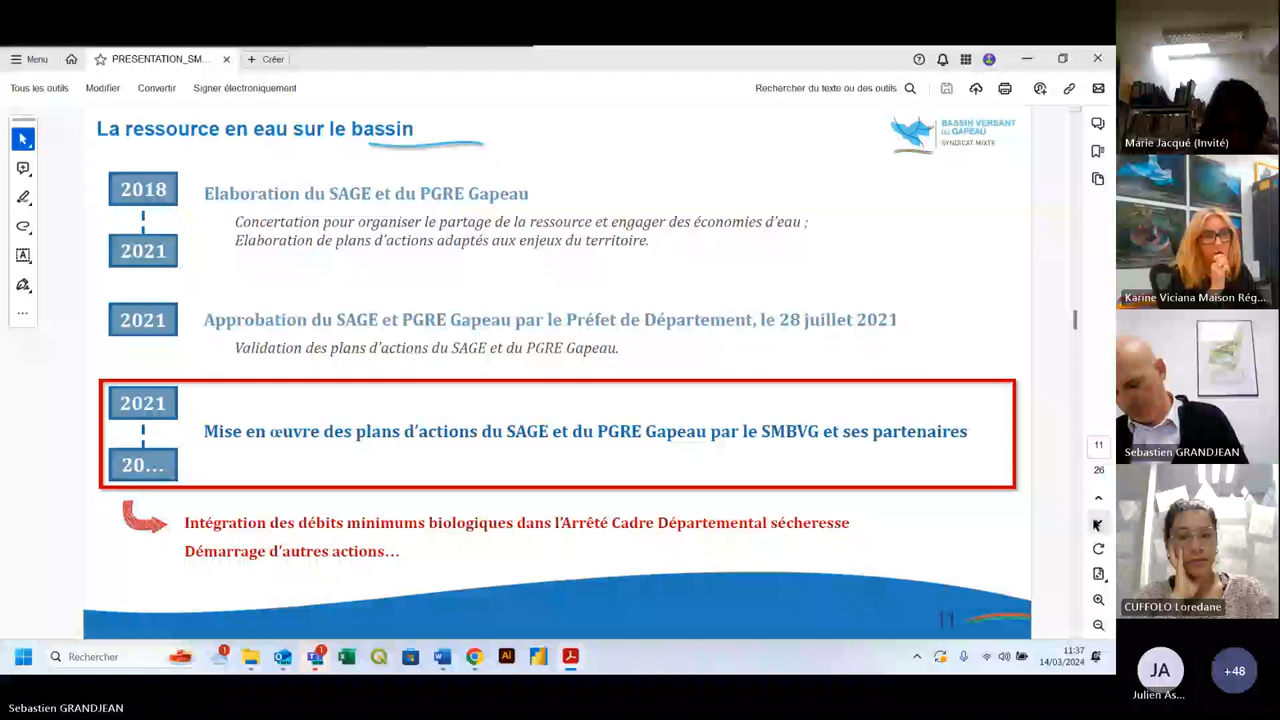 Menu
PRESENTATION_SM...
Créer
Tous les outils
Modifier
Convertir
Signer électroniquement
Rechercher du texte ou des outils
La ressource en eau sur le bassin
BASSIN VERSANT
DU GAPEAU
SYNDICAT MIXTE
2018
Elaboration du SAGE et du PGRE Gapeau
Concertation pour organiser le partage de la ressource et engager des économies d'eau ;
Elaboration de plans d'actions adaptés aux enjeux du territoire.
2021
2021
Approbation du SAGE et PGRE Gapeau par le Préfet de Département, le 28 juillet 2021
Validation des plans d'actions du SAGE et du PGRE Gapeau.
2021
Mise en œuvre des plans d'actions du SAGE et du PGRE Gapeau par le SMBVG et ses partenaires
20...
Intégration des débits minimums biologiques dans l'Arrêté Cadre Départemental sécheresse
Démarrage d'autres actions...
11
11
26
Rechercher
1
1
11:37
14/03/2024
Marie Jacqué (Invité)
Karine Viciana Maison Rég...
Sebastien GRANDJEAN
CUFFOLO Loredane
JA
Julien As...
+48
Sebastien GRANDJEAN